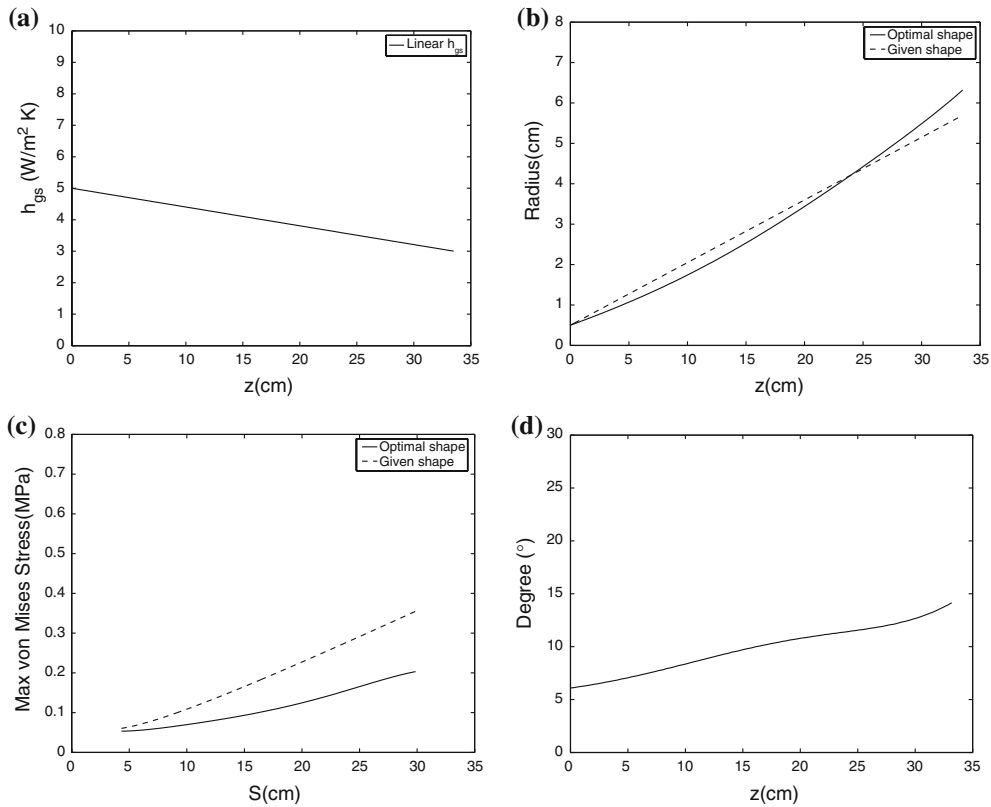 (a)
10
9
8
7
6
5
4
3
2
1
0
h_gs (W/m² K)
Linear h_gs
0 5 10 15 20 25 30 35
z(cm)
(b)
8
7
6
5
4
3
2
1
0
Radius(cm)
Optimal shape
Given shape
0 5 10 15 20 25 30 35
z(cm)
(c)
0.8
0.7
0.6
0.5
0.4
0.3
0.2
0.1
0
Max von Mises Stress(MPa)
Optimal shape
Given shape
0 5 10 15 20 25 30 35
S(cm)
(d)
30
25
20
15
10
5
0
Degree (°)
0 5 10 15 20 25 30 35
z(cm)